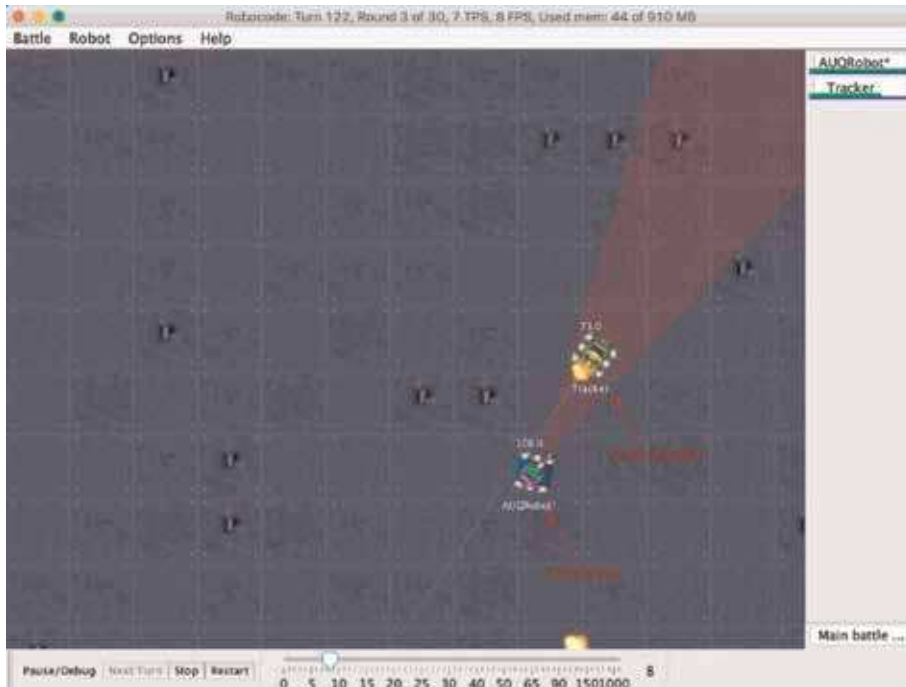 Robocode: Turn 122, Round 3 of 30, 7 TPS, 8 FPS, Used mem: 44 of 910 MB
Battle Robot Options Help
AUQRobot*
Tracker
Tracker
AUQRobot*
Main battle ...
Pause/Debug Next Turn Stop Restart
8
0 5 10 15 20 25 30 40 50 65 90 1501000